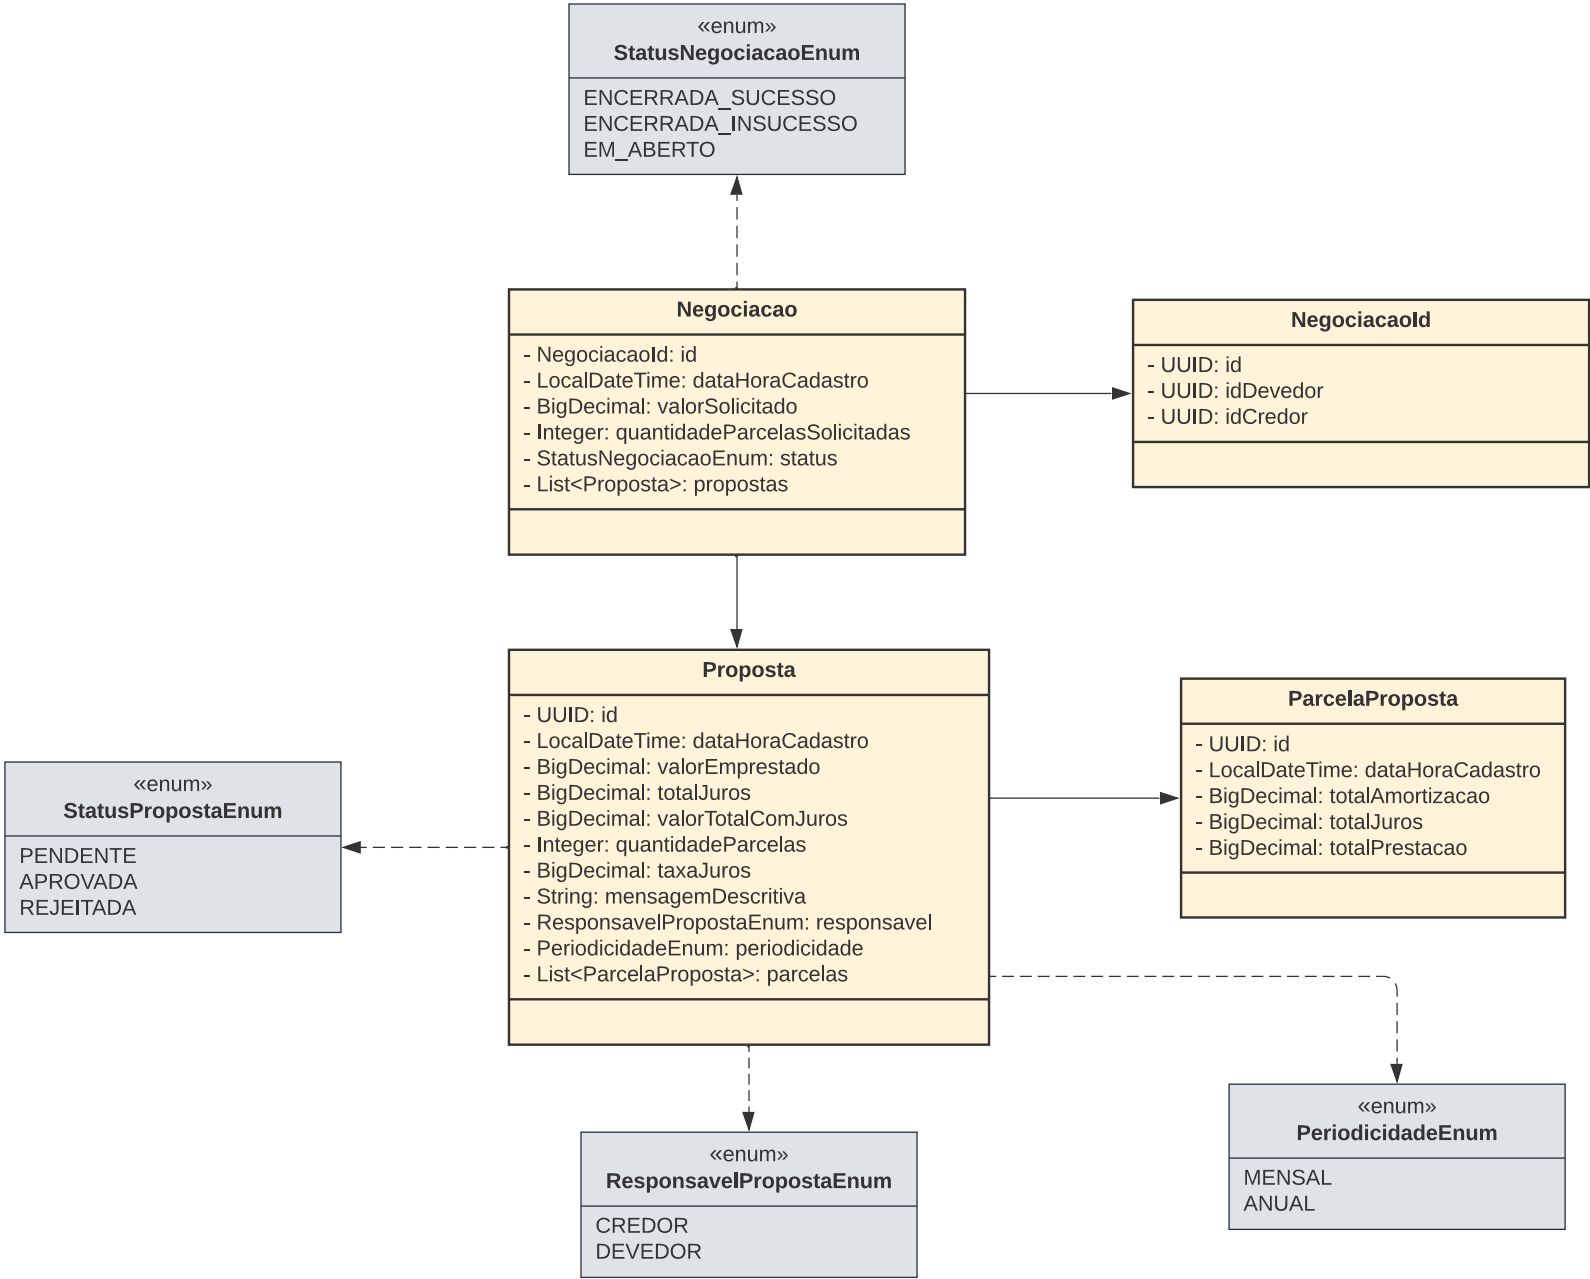 «enum»
StatusNegociacaoEnum
ENCERRADA_SUCESSO
ENCERRADA_INSUCESSO
EM_ABERTO
Negociacao
- NegociacaoId: id
- LocalDateTime: dataHoraCadastro
- BigDecimal: valorSolicitado
- Integer: quantidadeParcelasSolicitadas
- StatusNegociacaoEnum: status
- List<Proposta>: propostas
NegociacaoId
- UUID: id
- UUID: idDevedor
- UUID: idCredor
Proposta
- UUID: id
- LocalDateTime: dataHoraCadastro
- BigDecimal: valorEmprestado
- BigDecimal: totalJuros
- BigDecimal: valorTotalComJuros
- Integer: quantidadeParcelas
- BigDecimal: taxaJuros
- String: mensagemDescritiva
- ResponsavelPropostaEnum: responsavel
- PeriodicidadeEnum: periodicidade
- List<ParcelaProposta>: parcelas
ParcelaProposta
- UUID: id
- LocalDateTime: dataHoraCadastro
- BigDecimal: totalAmortizacao
- BigDecimal: totalJuros
- BigDecimal: totalPrestacao
«enum»
StatusPropostaEnum
PENDENTE
APROVADA
REJEITADA
«enum»
ResponsavelPropostaEnum
CREDOR
DEVEDOR
«enum»
PeriodicidadeEnum
MENSAL
ANUAL